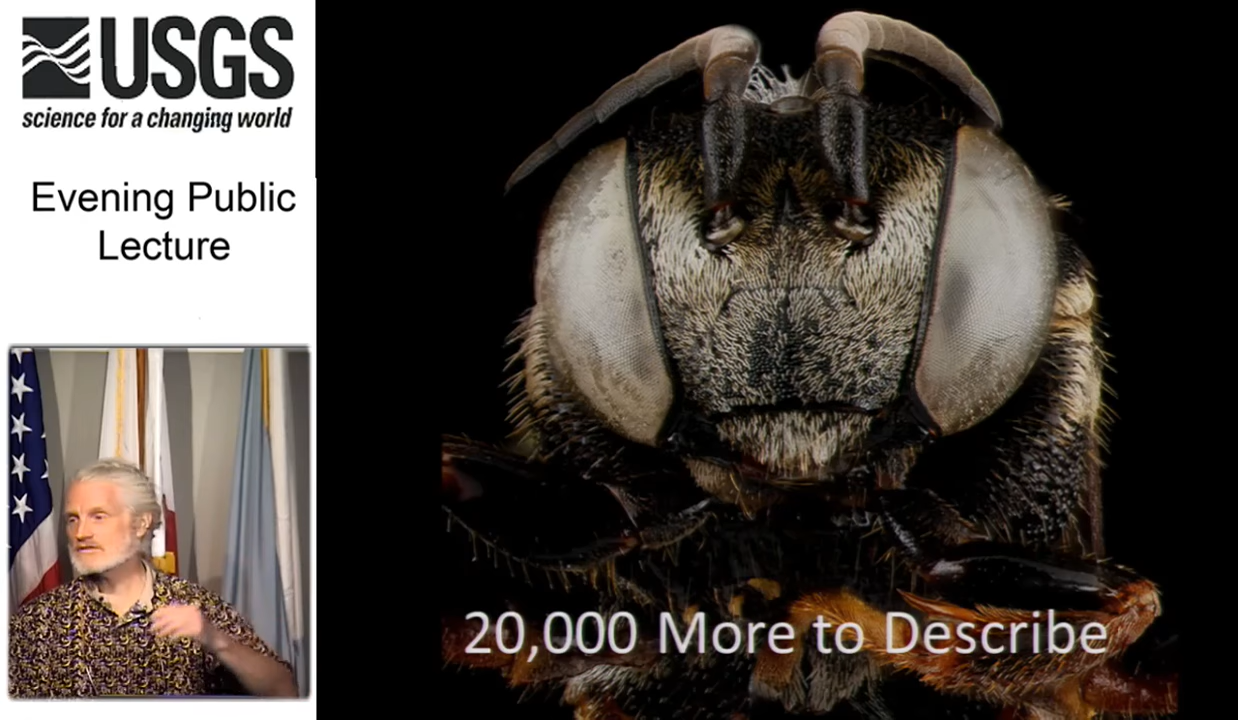 USGS
science for a changing world
Evening Public
Lecture
20,000 More to Describe